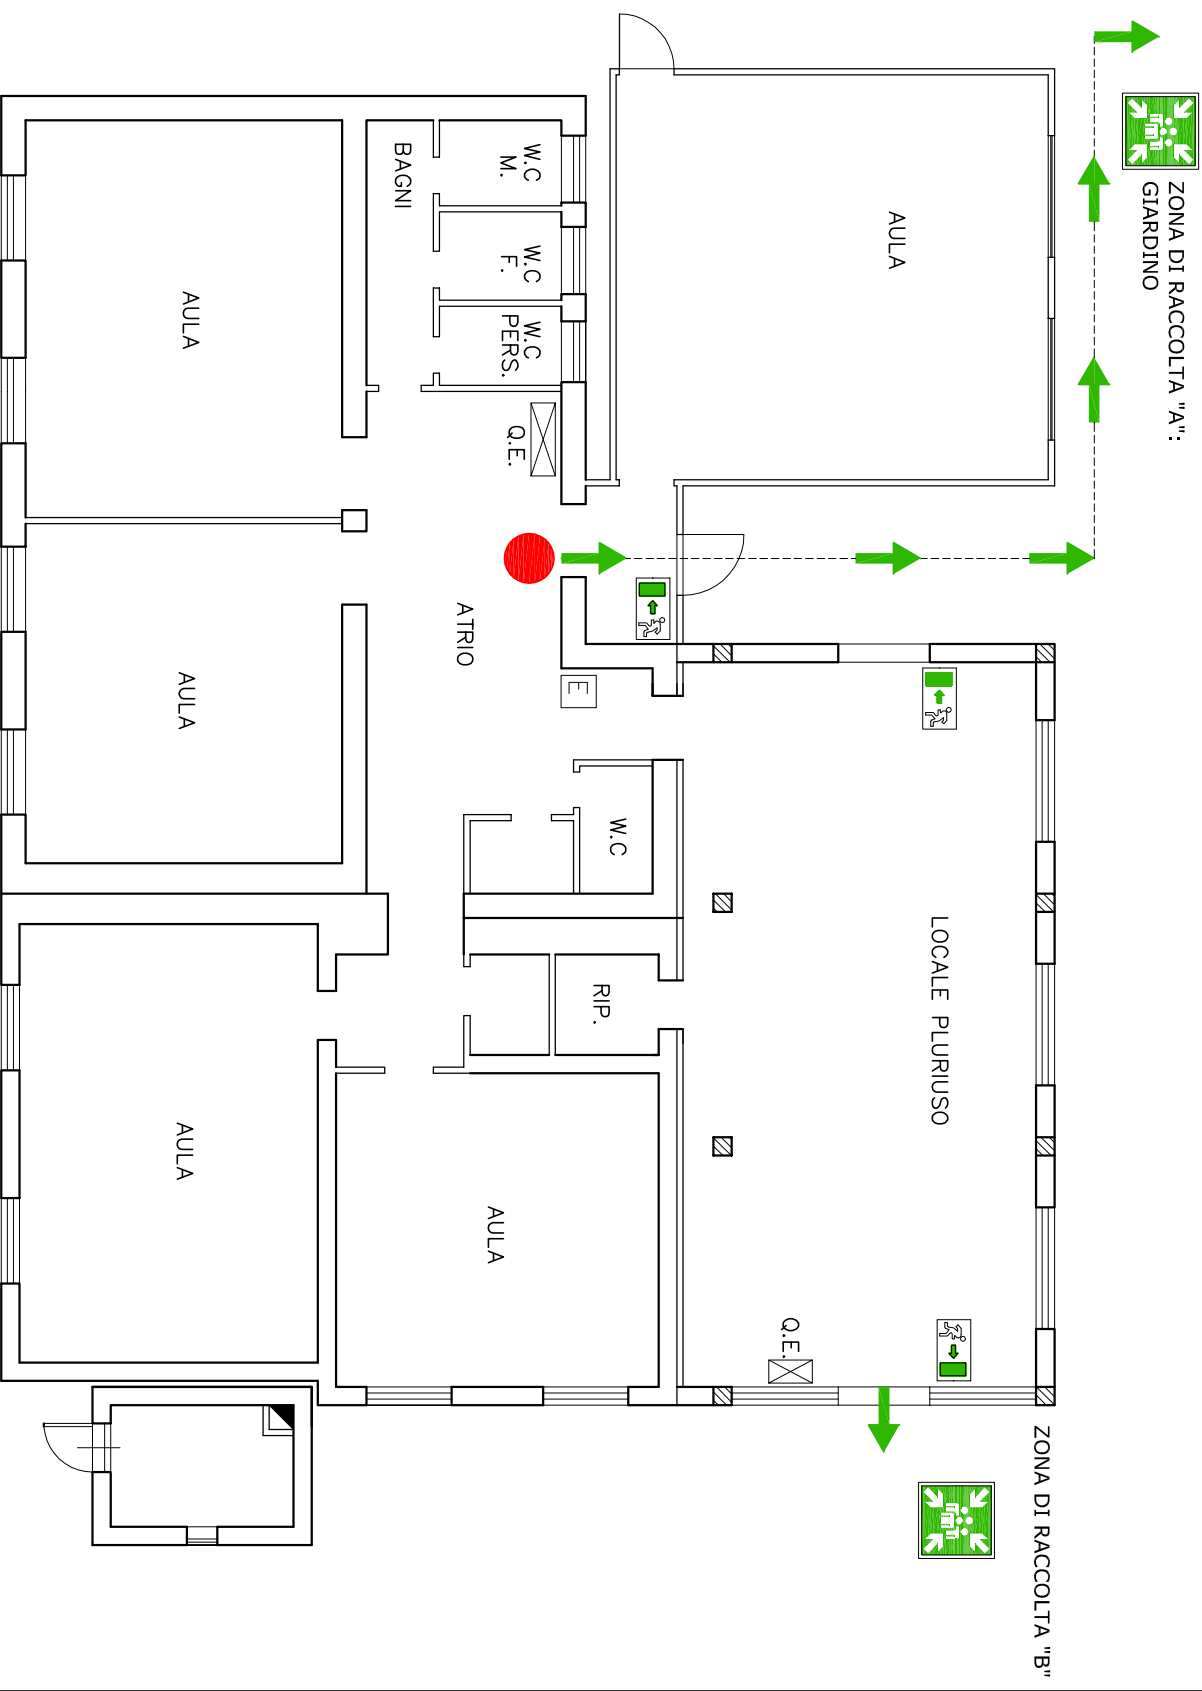 ZONA DI RACCOLTA "A":
GIARDINO
AULA
W.C
M.
BAGNI
W.C
F.
W.C
PERS.
AULA
Q.E.
ATRIO
AULA
E
W.C
LOCALE PLURIUSO
RIP.
AULA
AULA
Q.E.
ZONA DI RACCOLTA "B"